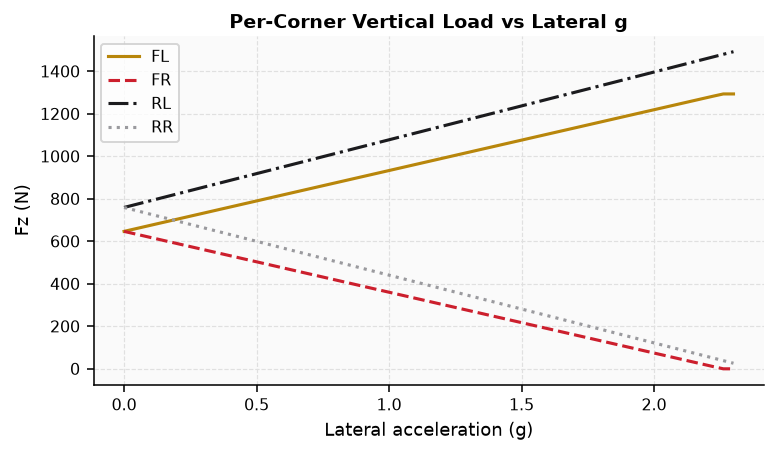 Per-Corner Vertical Load vs Lateral g
FL
FR
RL
RR
Fz (N)
1400
1200
1000
800
600
400
200
0
0.0
0.5
1.0
1.5
2.0
Lateral acceleration (g)